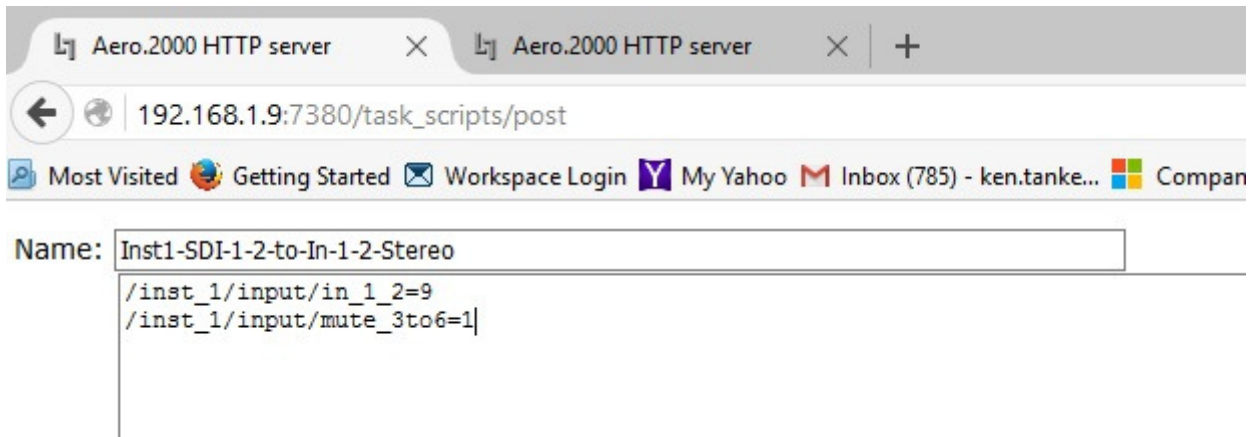 Aero.2000 HTTP server
Aero.2000 HTTP server
192.168.1.9:7380/task_scripts/post
Most Visited Getting Started Workspace Login My Yahoo Inbox (785) - ken.tanke... Compan
Name: Inst1-SDI-1-2-to-In-1-2-Stereo
/inst_1/input/in_1_2=9
/inst_1/input/mute_3to6=1